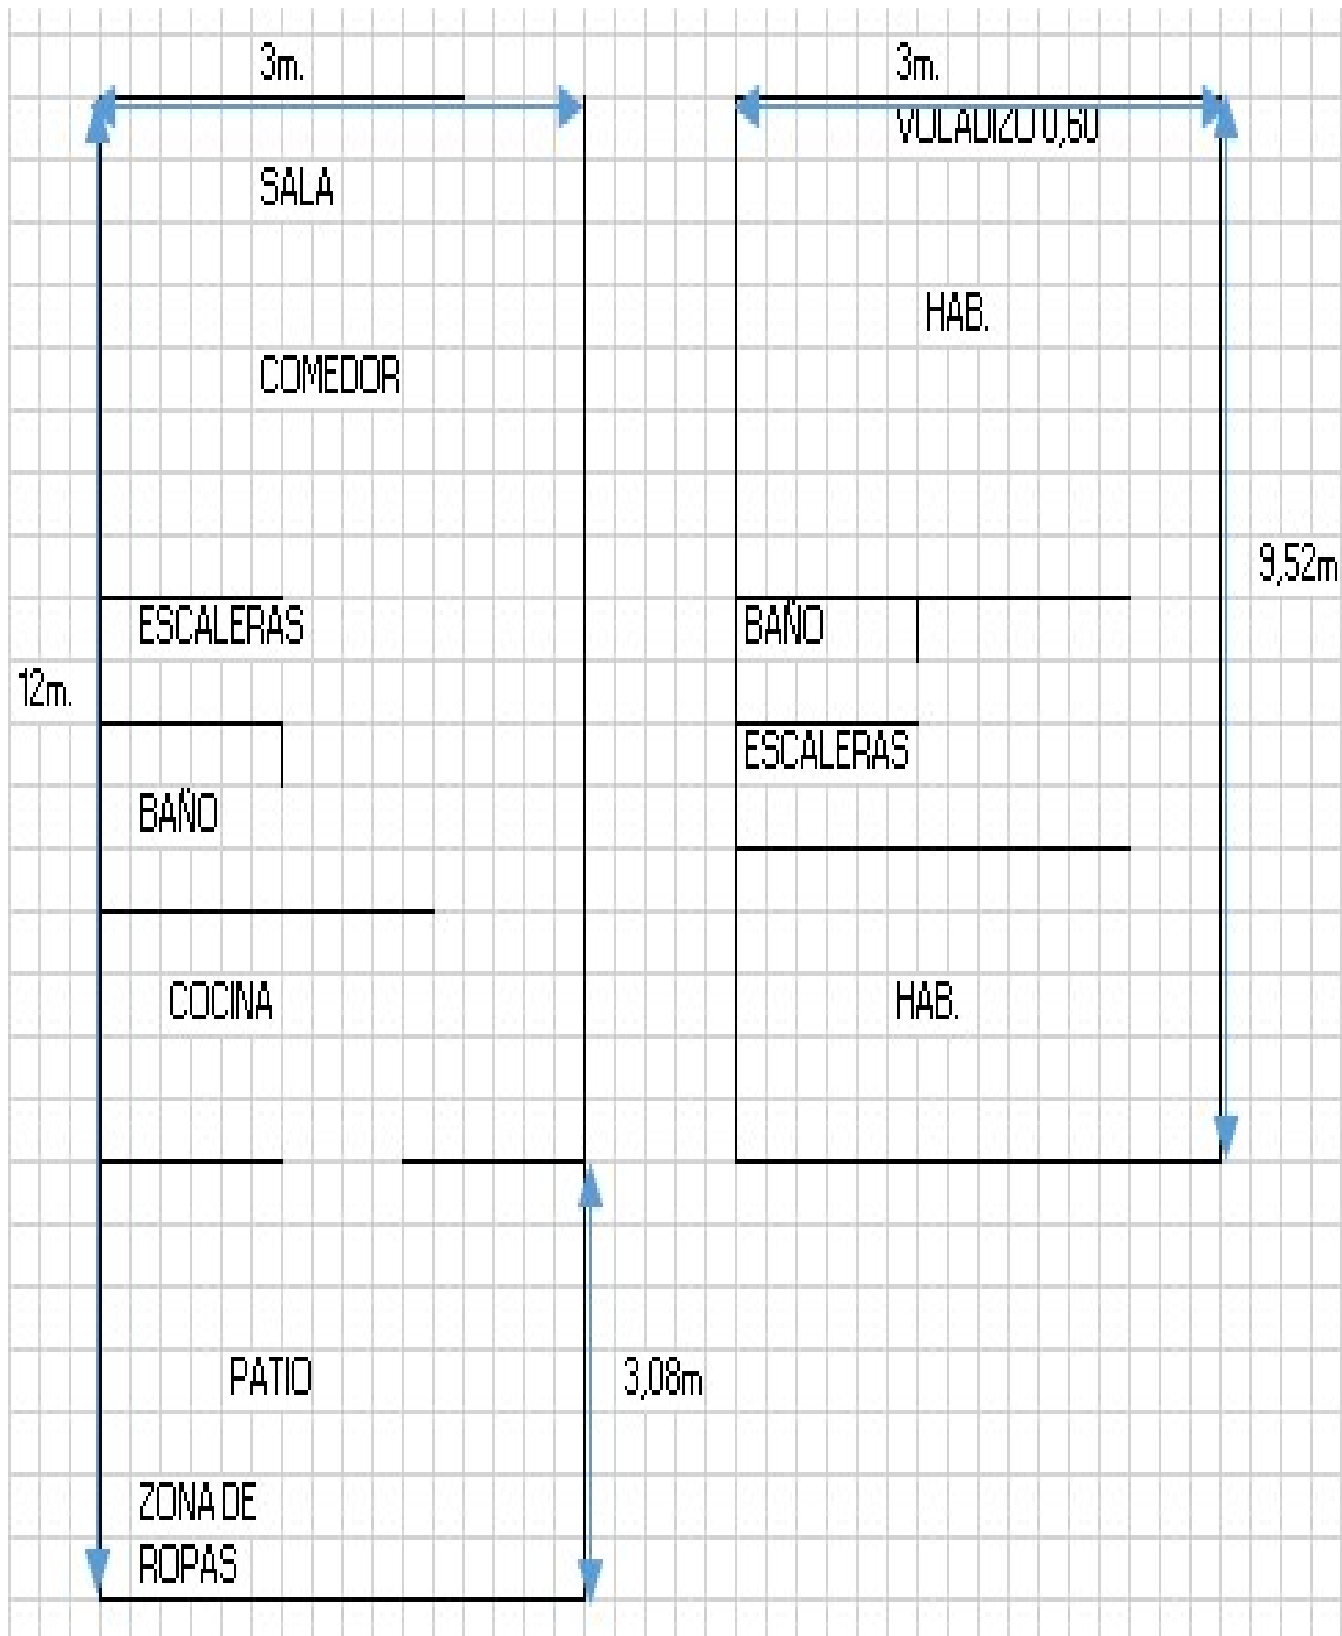 3m.
SALA
COMEDOR
ESCALERAS
12m.
BAÑO
COCINA
PATIO
3,08m
ZONA DE
ROPAS
3m.
VOLADIZO 0,60
HAB.
9,52m
BAÑO
ESCALERAS
HAB.